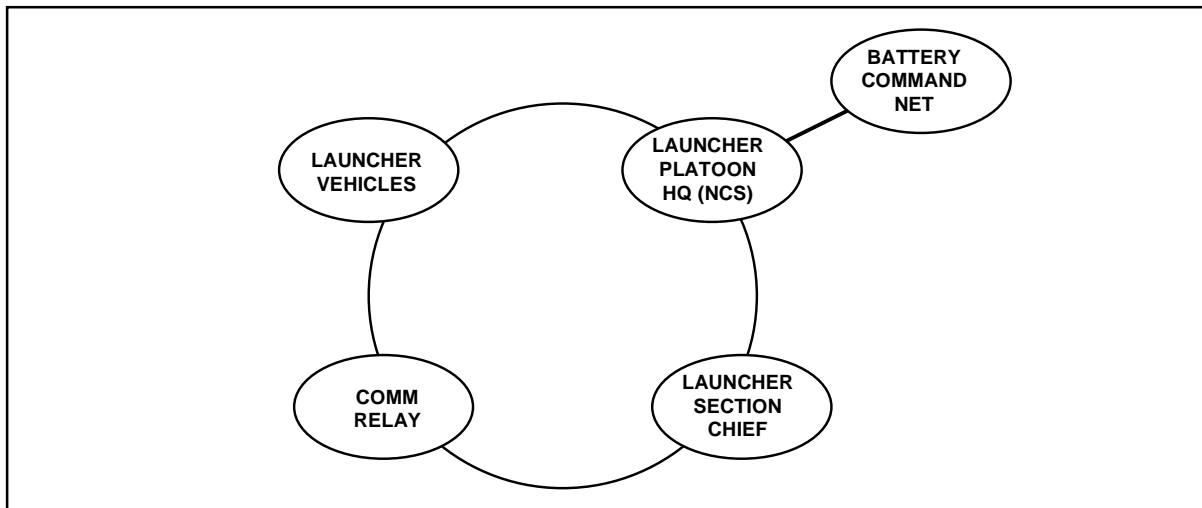 BATTERY
COMMAND
NET
LAUNCHER
VEHICLES
LAUNCHER
PLATOON
HQ (NCS)
COMM
RELAY
LAUNCHER
SECTION
CHIEF